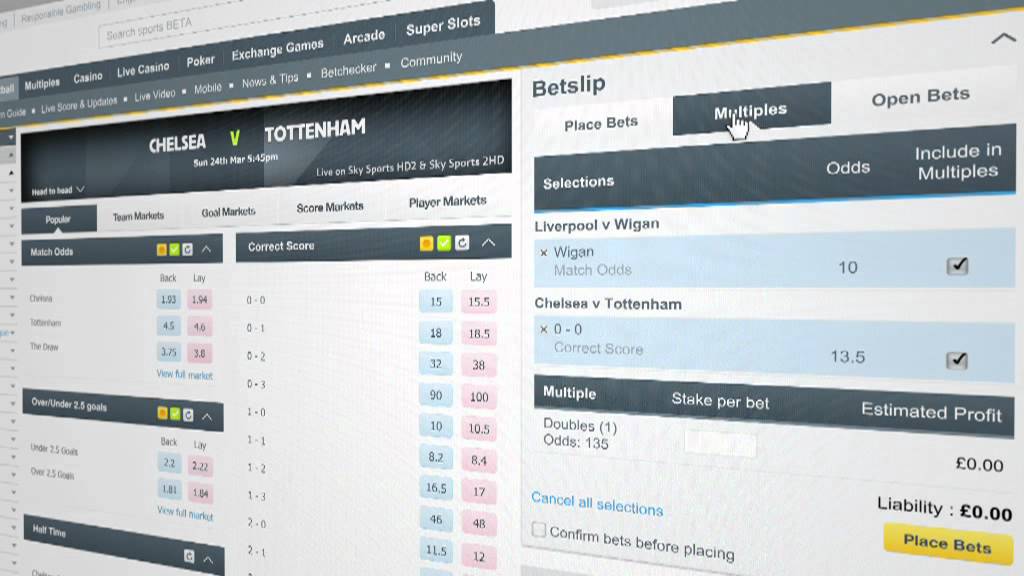 Responsible Gambling
Search sports BETA
Multiples Casino Live Casino Poker Exchange Games Arcade Super Slots
Guide Live Score & Updates Live Video Mobile News & Tips Betchecker Community
CHELSEA V TOTTENHAM
Sun 24th Mar 5:45pm
Live on Sky Sports HD2 & Sky Sports 2HD
Head to head
Popular Team Markets Goal Markets Score Markets Player Markets
Match Odds
Back Lay
Chelsea 1.93 1.94
Tottenham 4.5 4.6
The Draw 3.75 3.8
View full market
Over/Under 2.5 goals
Back Lay
Under 2.5 Goals 2.2 2.22
Over 2.5 Goals 1.81 1.84
View full market
Half Time
Correct Score
Back Lay
0 - 0 15 15.5
0 - 1 18 18.5
0 - 2 32 38
0 - 3 90 100
1 - 0 10 10.5
1 - 1 8.2 8.4
1 - 2 16.5 17
1 - 3 46 48
2 - 0 11.5 12
2 - 1
Betslip
Place Bets Multiples Open Bets
Selections Odds Include in Multiples
Liverpool v Wigan
× Wigan
Match Odds 10
Chelsea v Tottenham
× 0 - 0
Correct Score 13.5
Multiple Stake per bet Estimated Profit
Doubles (1)
Odds: 135
£0.00
Cancel all selections
Liability : £0.00
Confirm bets before placing
Place Bets